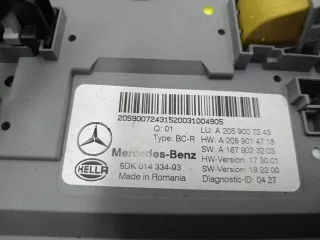 20590072431520031004905
Q: 01 LU: A 205 900 72 43
Type: BC-R HW: A 205 901 47 18
Mercedes-Benz SW: A 167 902 32 03
5DK 014 334-93 HW-Version: 17 30 01
HELLA SW-Version: 18 22 00
Made in Romania Diagnostic-ID: 04 27